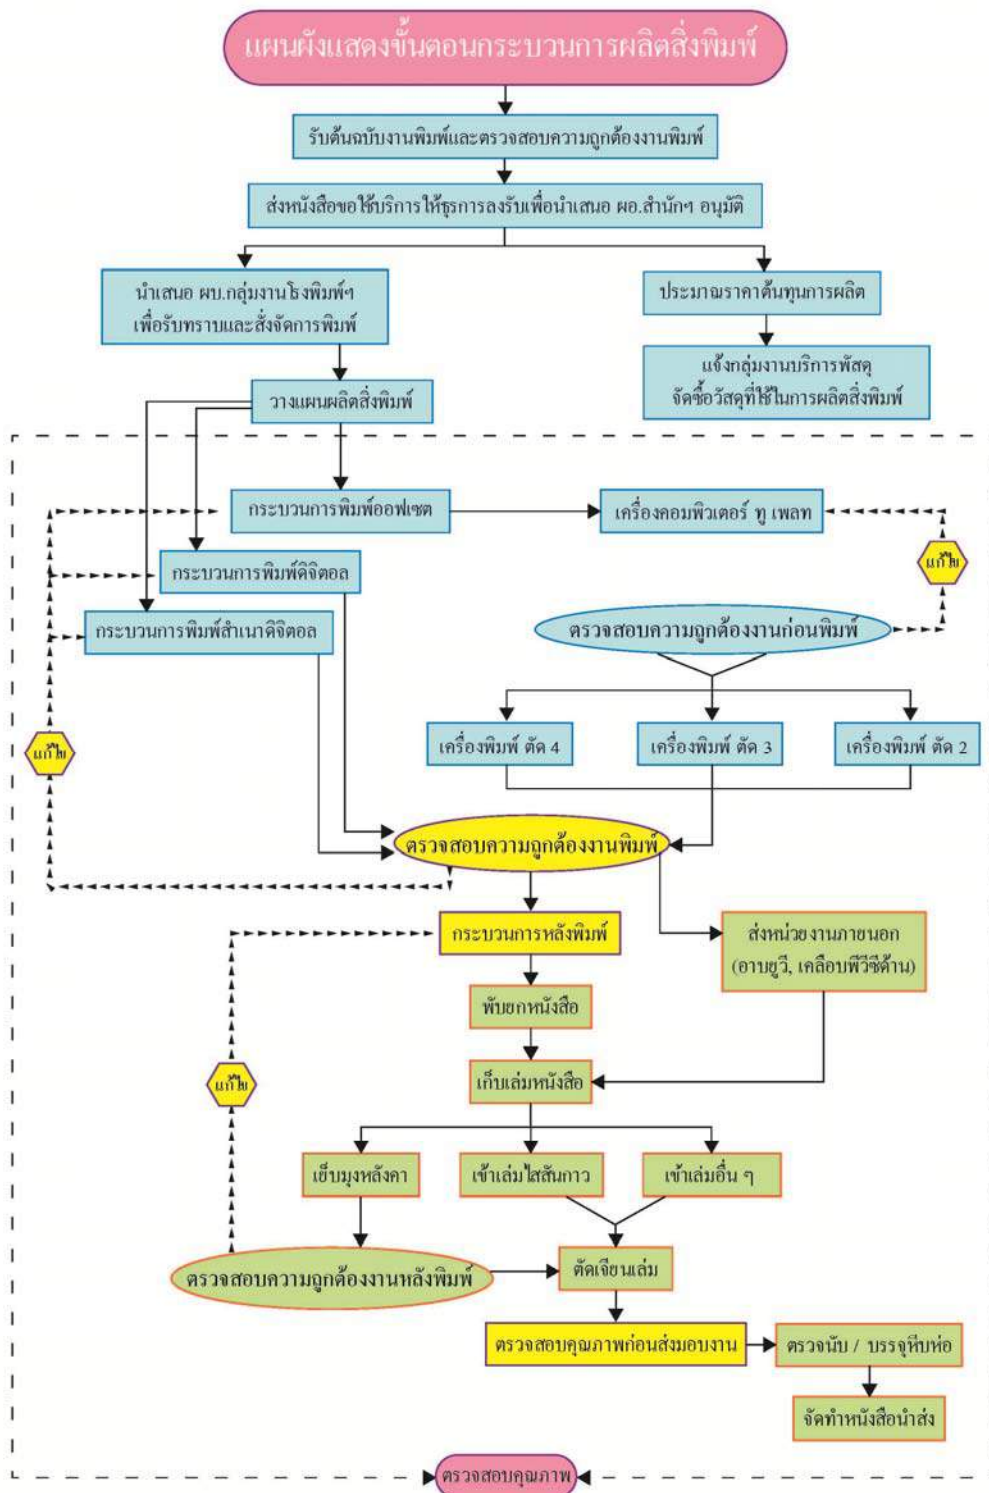 แผนผังแสดงขั้นตอนกระบวนการผลิตสิ่งพิมพ์
รับต้นฉบับงานพิมพ์และตรวจสอบความถูกต้องงานพิมพ์
ส่งหนังสือขอใช้บริการให้ธุรการลงรับเพื่อนำเสนอ ผอ.สำนักฯ อนุมัติ
นำเสนอ ผบ.กลุ่มงานโรงพิมพ์ฯ
เพื่อรับทราบและสั่งจัดการพิมพ์
ประมาณราคาต้นทุนการผลิต
แจ้งกลุ่มงานบริการพัสดุ
จัดซื้อวัสดุที่ใช้ในการผลิตสิ่งพิมพ์
วางแผนผลิตสิ่งพิมพ์
กระบวนการพิมพ์ออฟเซต
เครื่องคอมพิวเตอร์ ทู เพลท
แก้ไข
กระบวนการพิมพ์ดิจิตอล
กระบวนการพิมพ์สำเนาดิจิตอล
ตรวจสอบความถูกต้องงานก่อนพิมพ์
แก้ไข
เครื่องพิมพ์ ตัด 4
เครื่องพิมพ์ ตัด 3
เครื่องพิมพ์ ตัด 2
ตรวจสอบความถูกต้องงานพิมพ์
กระบวนการหลังพิมพ์
ส่งหน่วยงานภายนอก
(อาบยูวี, เคลือบพีวีซีด้าน)
พับยกหนังสือ
แก้ไข
เก็บเล่มหนังสือ
เย็บมุงหลังคา
เข้าเล่มไสสันกาว
เข้าเล่มอื่น ๆ
ตรวจสอบความถูกต้องงานหลังพิมพ์
ตัดเจียนเล่ม
ตรวจสอบคุณภาพก่อนส่งมอบงาน
ตรวจนับ / บรรจุหีบห่อ
จัดทำหนังสือนำส่ง
ตรวจสอบคุณภาพ